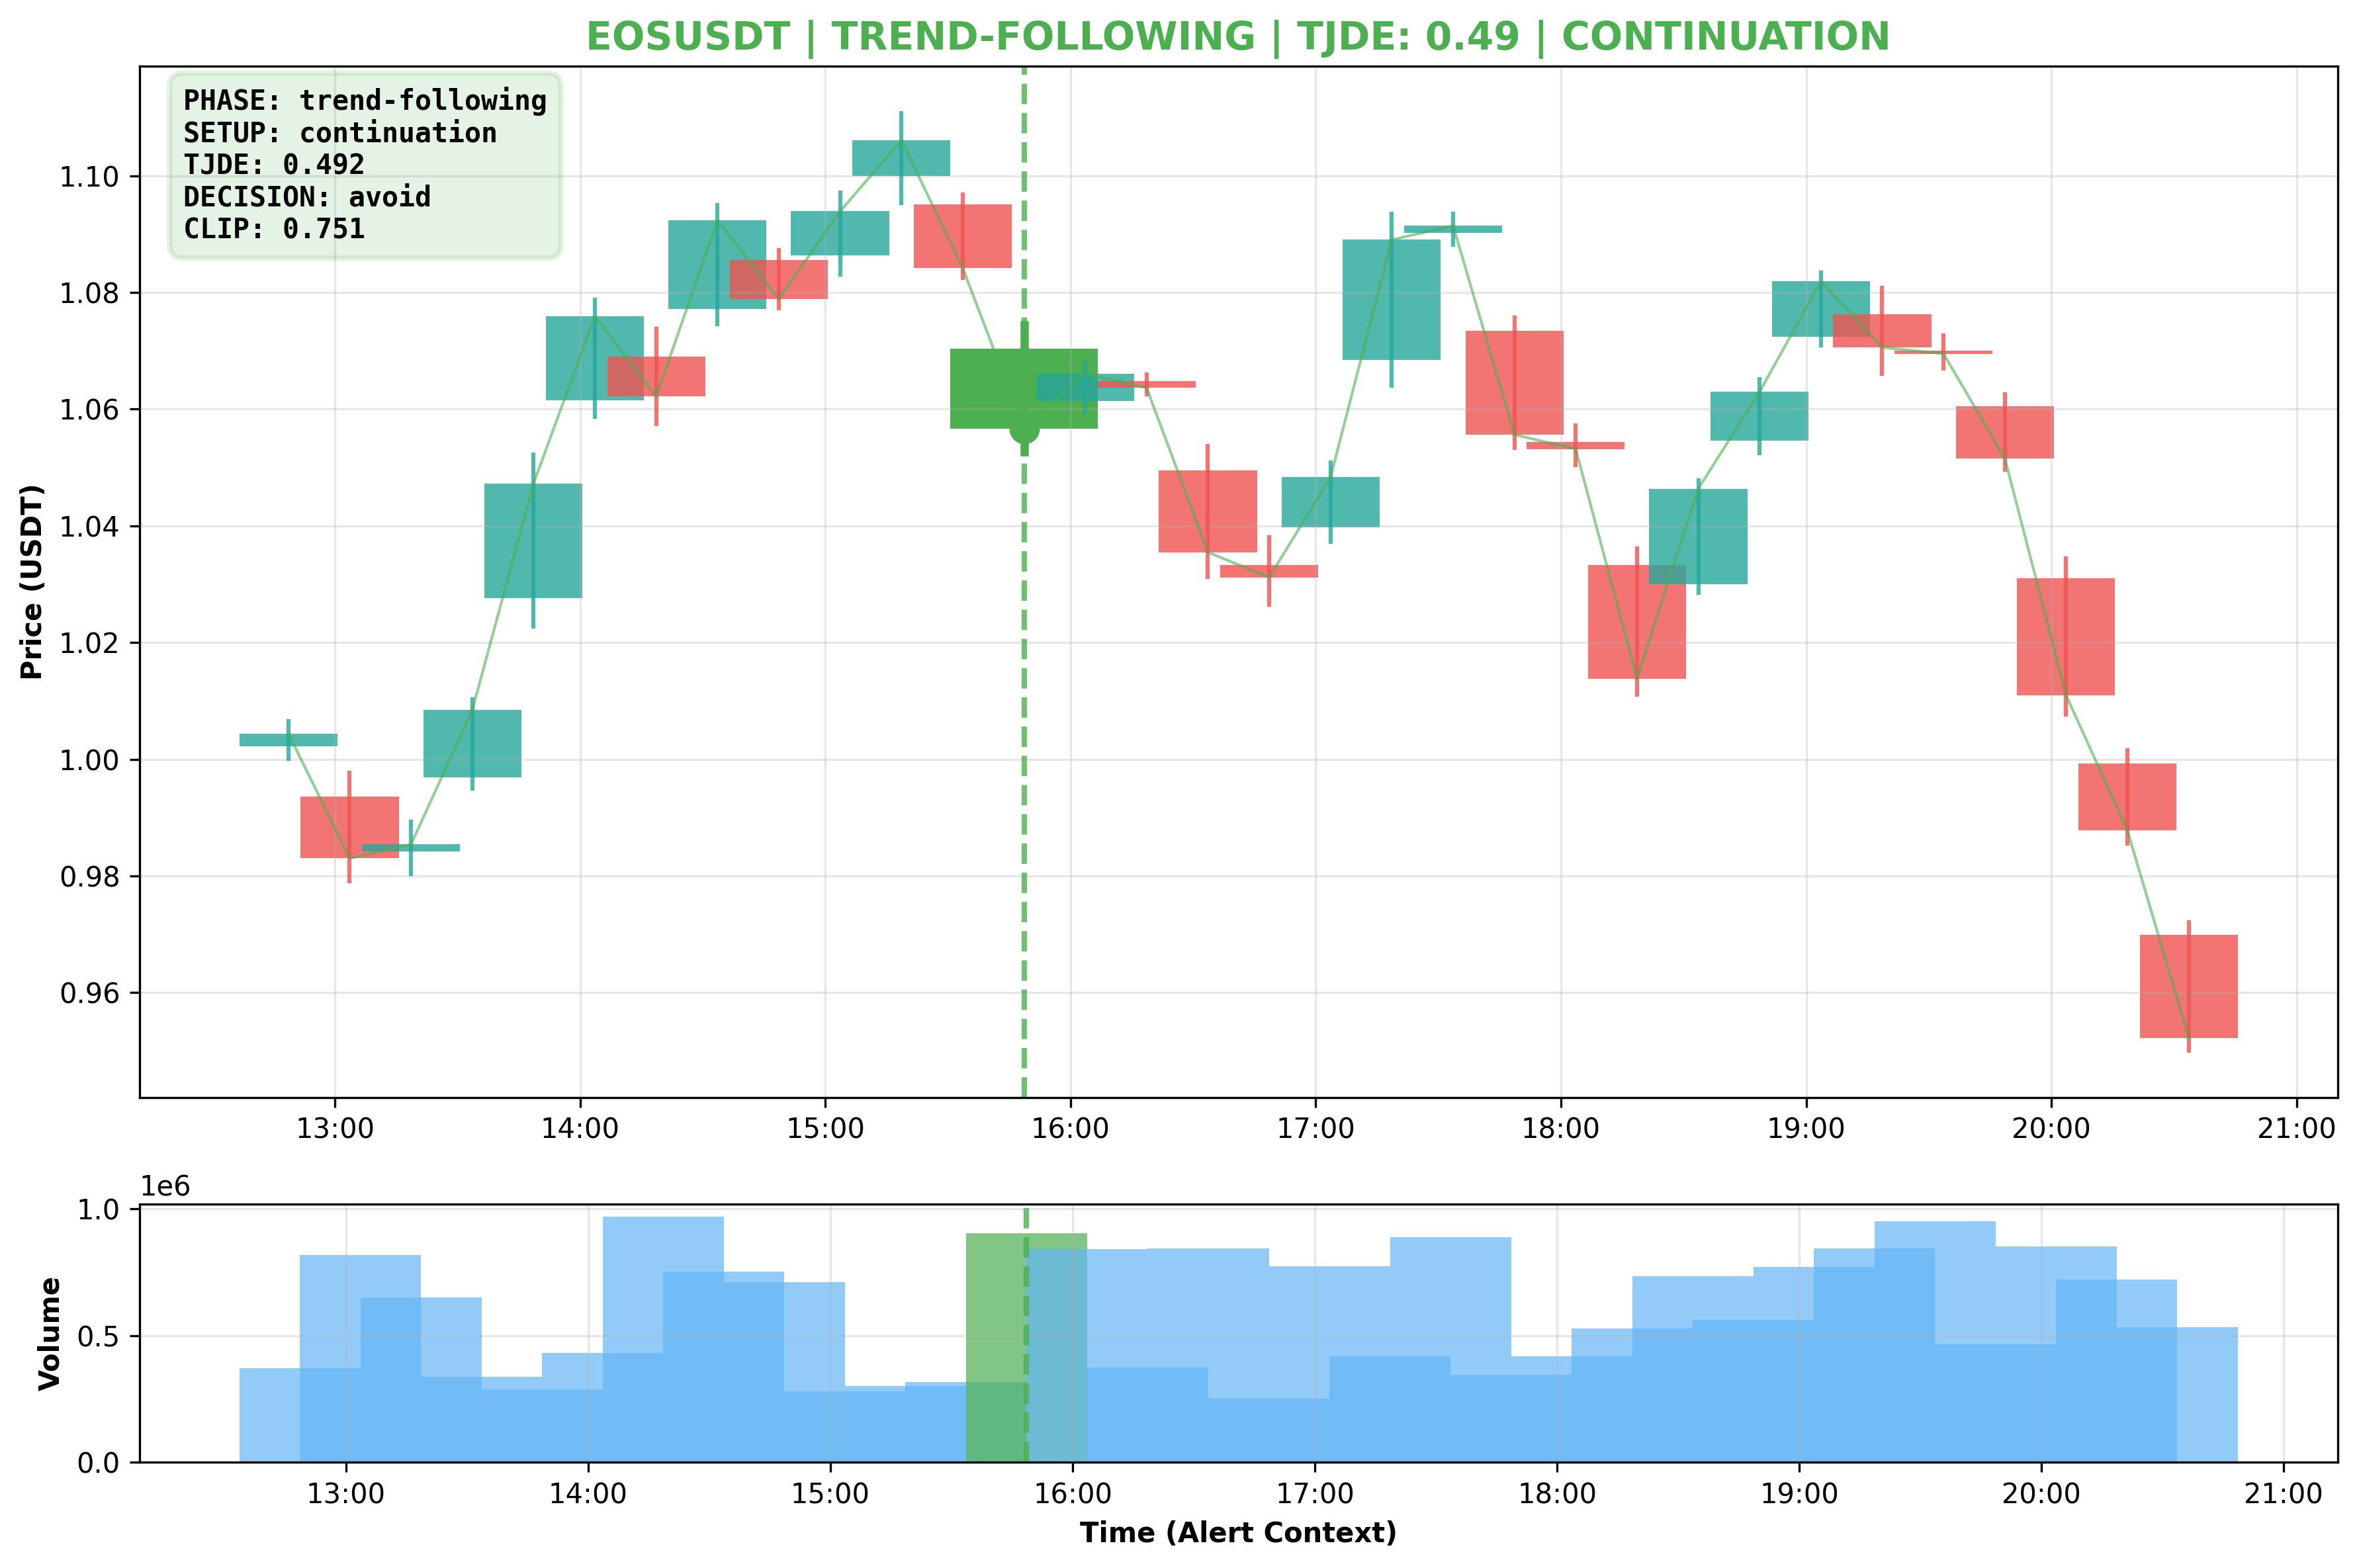 EOSUSDT | TREND-FOLLOWING | TJDE: 0.49 | CONTINUATION
PHASE: trend-following
SETUP: continuation
TJDE: 0.492
DECISION: avoid
CLIP: 0.751
Price (USDT)
1.10
1.08
1.06
1.04
1.02
1.00
0.98
0.96
13:00 14:00 15:00 16:00 17:00 18:00 19:00 20:00 21:00
1e6
Volume
1.0
0.5
0.0
13:00 14:00 15:00 16:00 17:00 18:00 19:00 20:00 21:00
Time (Alert Context)